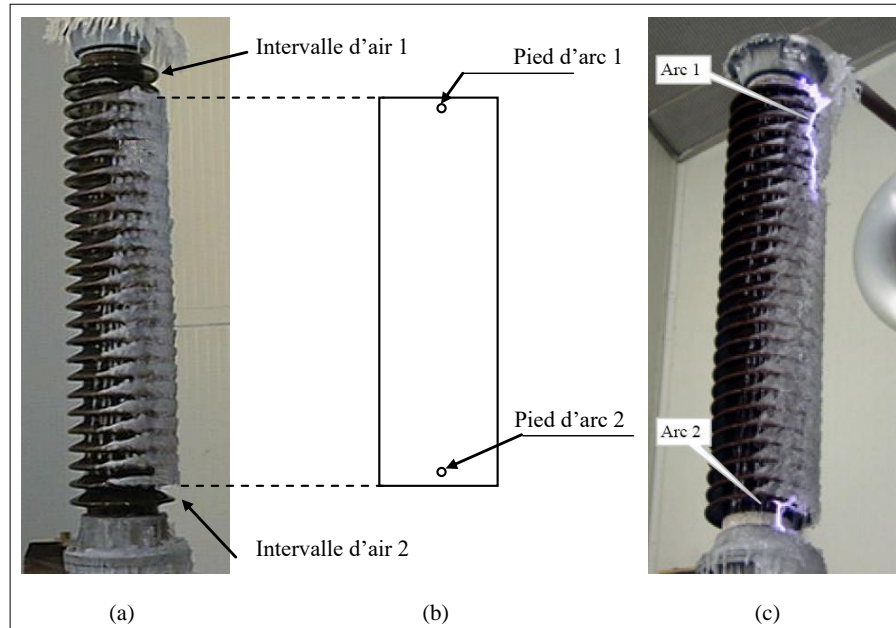 Intervalle d'air 1
Pied d'arc 1
Arc 1
Pied d'arc 2
Arc 2
Intervalle d'air 2
(a)
(b)
(c)